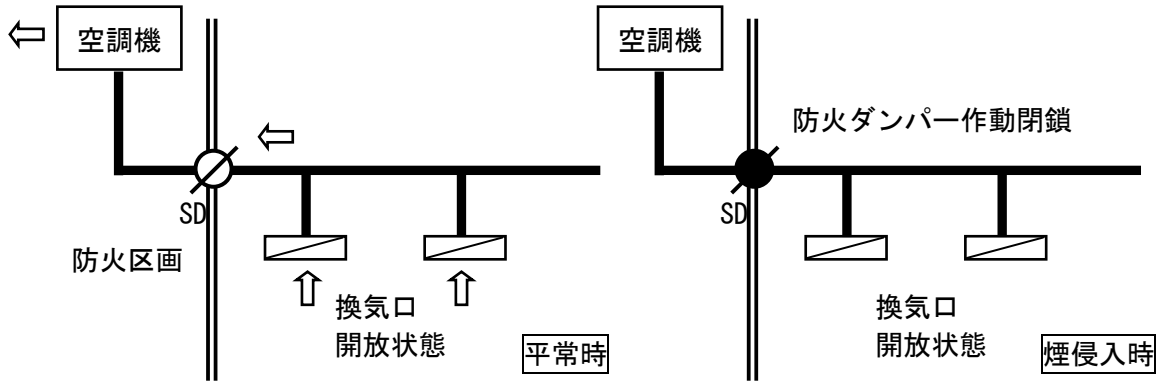 空調機
SD
防火区画
換気口
開放状態
平常時
空調機
防火ダンパー作動閉鎖
SD
換気口
開放状態
煙侵入時